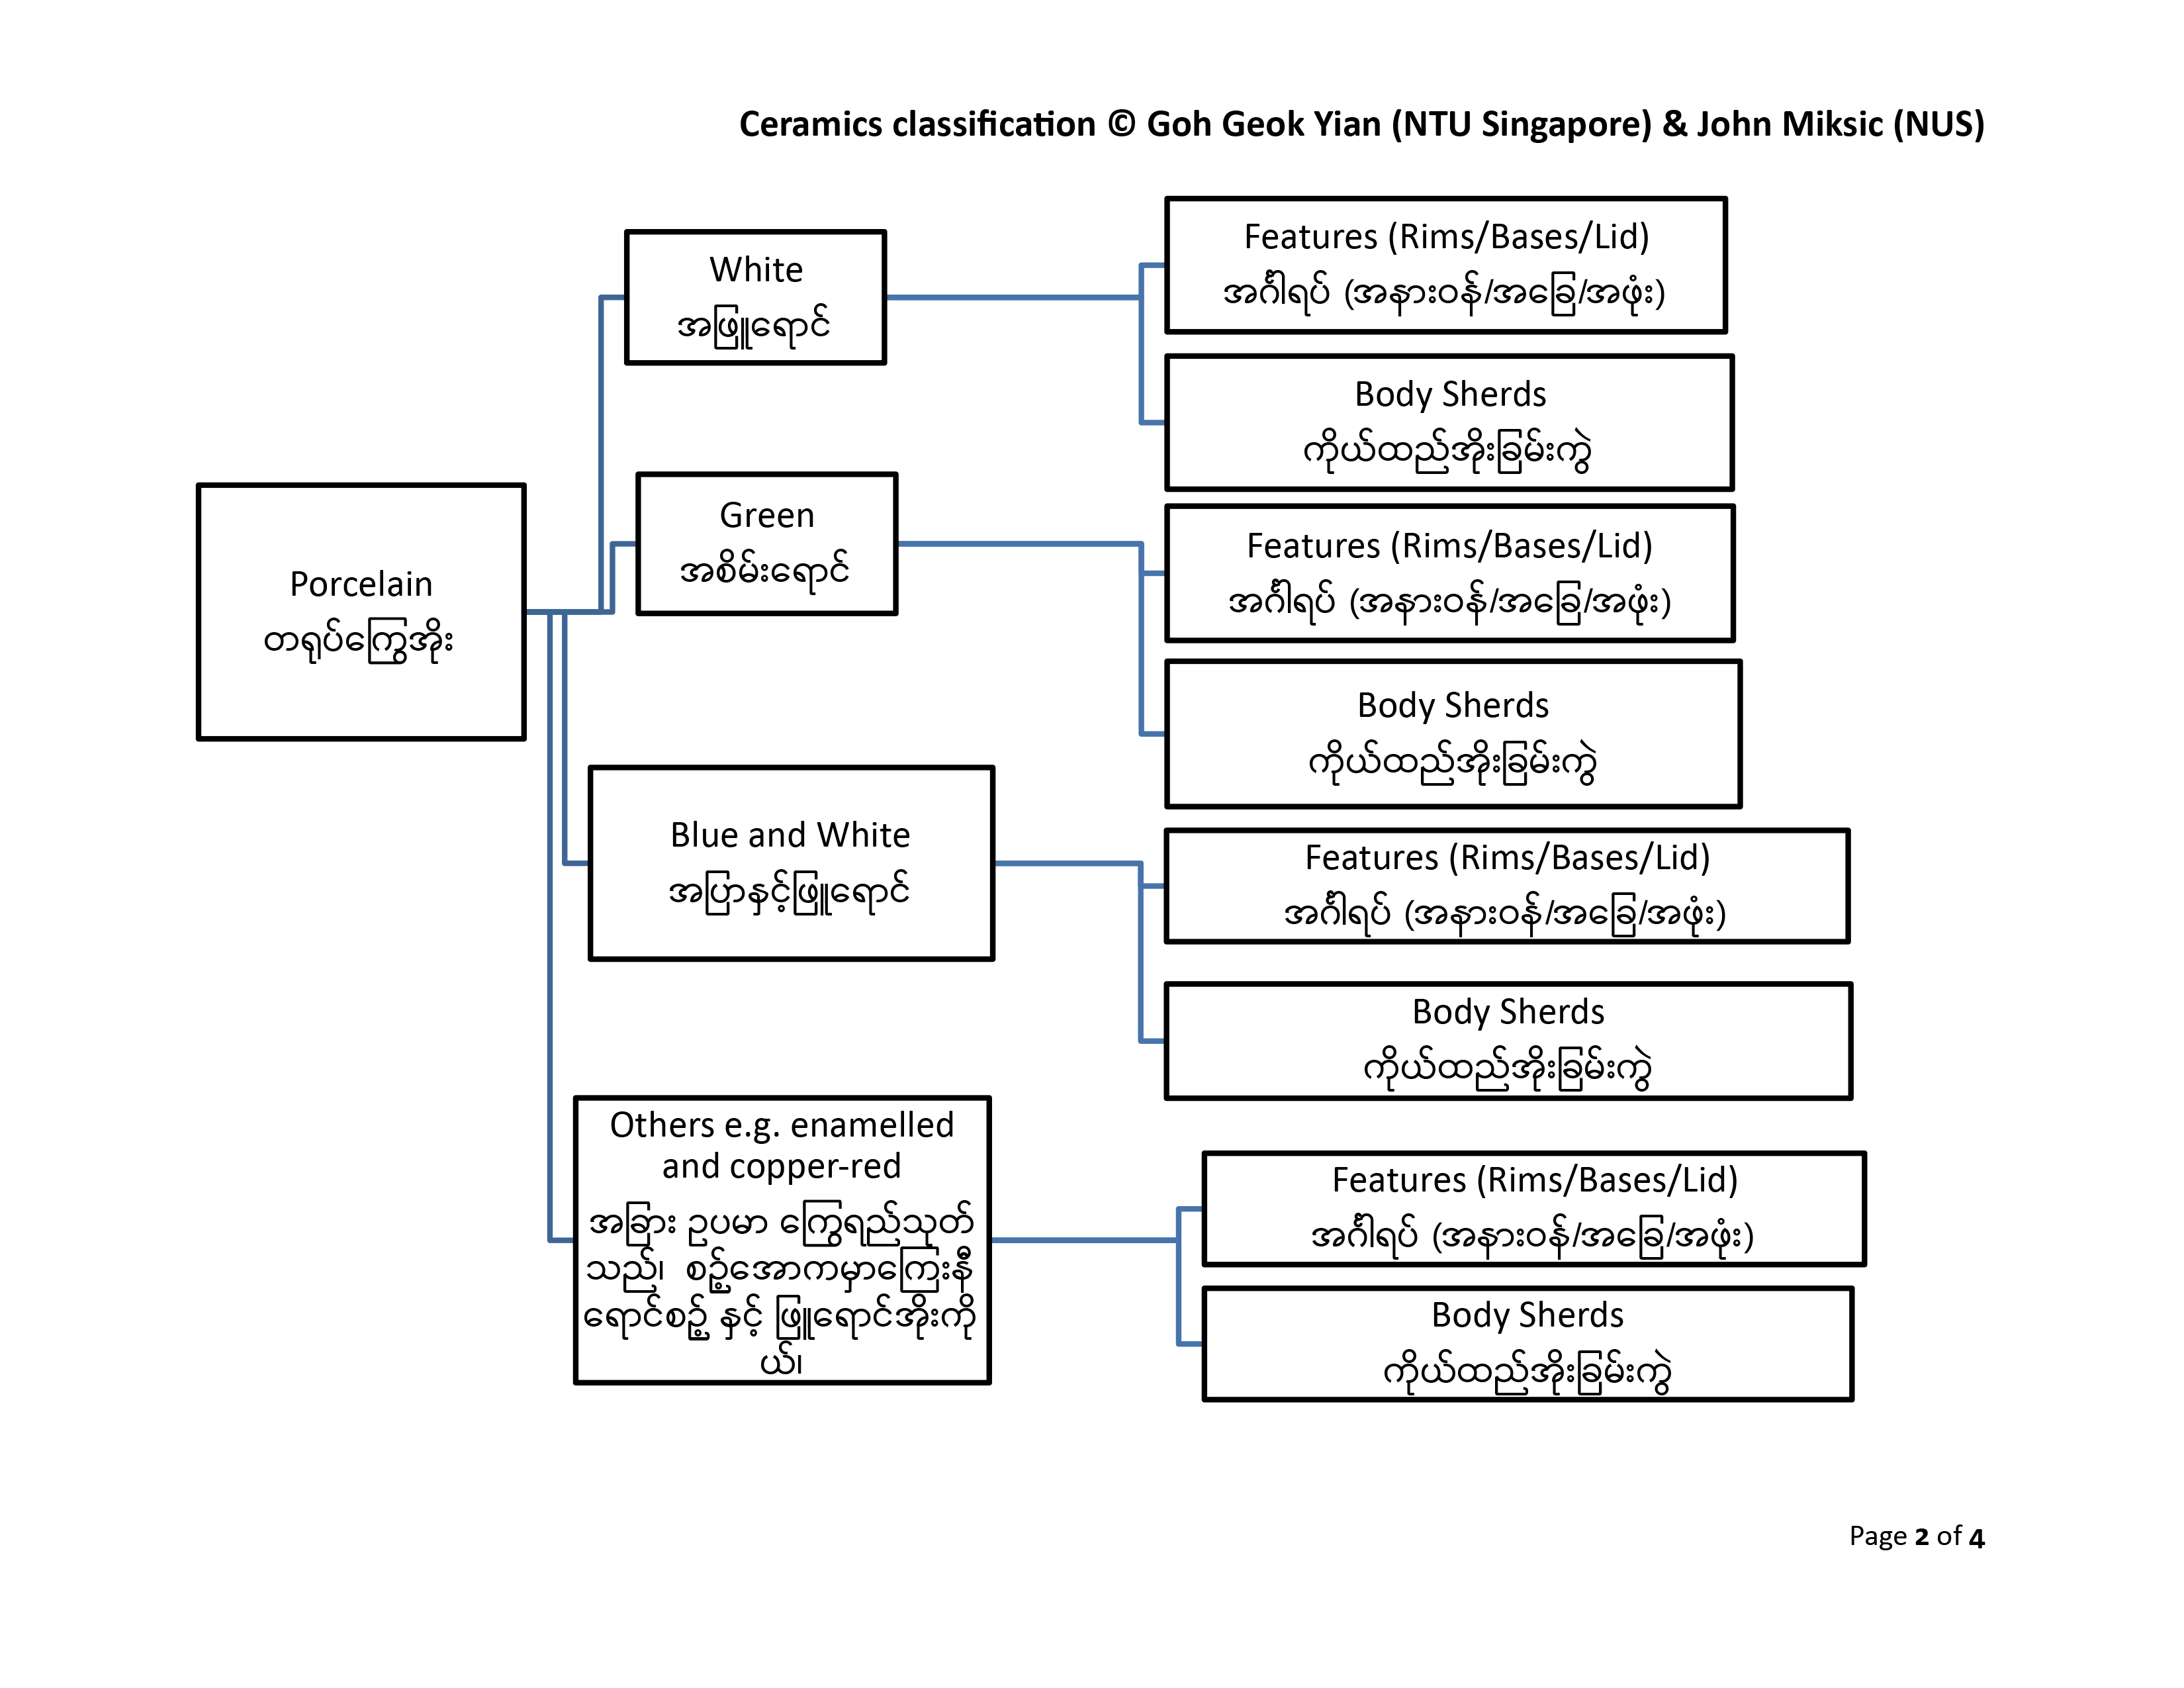 Ceramics classification © Goh Geok Yian (NTU Singapore) & John Miksic (NUS)
Porcelain
တရုပ်ကြွေအိုး
White
အဖြူရောင်
Features (Rims/Bases/Lid)
အင်္ဂါရပ် (အနားဝန်/အခြေ/အဖုံး)
Body Sherds
ကိုယ်ထည်အိုးခြမ်းကွဲ
Green
အစိမ်းရောင်
Features (Rims/Bases/Lid)
အင်္ဂါရပ် (အနားဝန်/အခြေ/အဖုံး)
Body Sherds
ကိုယ်ထည်အိုးခြမ်းကွဲ
Blue and White
အပြာနှင့်ဖြူရောင်
Features (Rims/Bases/Lid)
အင်္ဂါရပ် (အနားဝန်/အခြေ/အဖုံး)
Body Sherds
ကိုယ်ထည်အိုးခြမ်းကွဲ
Others e.g. enamelled
and copper-red
အခြား ဥပမာ ကြွေရည်သုတ်
သည်၊ စဉ့်အောကမှာကြေးနီ
ရောင်စဉ့် နှင့် ဖြူရောင်အိုးကို
ယ်၊
Features (Rims/Bases/Lid)
အင်္ဂါရပ် (အနားဝန်/အခြေ/အဖုံး)
Body Sherds
ကိုယ်ထည်အိုးခြမ်းကွဲ
Page 2 of 4